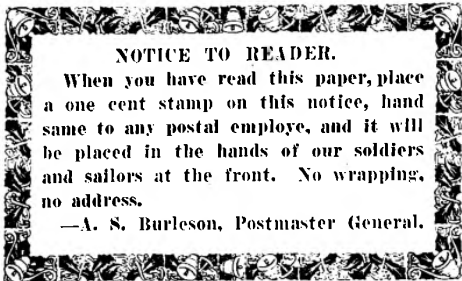 NOTICE TO READER.
When you have read this paper, place
a one cent stamp on this notice, hand
same to any postal employe, and it will
be placed in the hands of our soldiers
and sailors at the front. No wrapping,
no address.
—A. S. Burleson, Postmaster General.